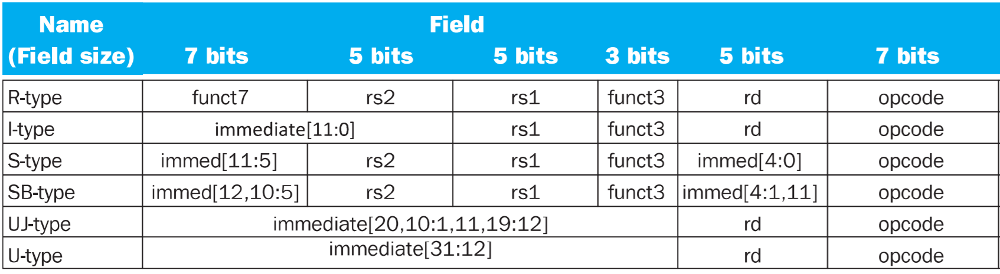 Name Field
(Field size) 7 bits 5 bits 5 bits 3 bits 5 bits 7 bits
R-type funct7 rs2 rs1 funct3 rd opcode
I-type immediate[11:0] rs1 funct3 rd opcode
S-type immed[11:5] rs2 rs1 funct3 immed[4:0] opcode
SB-type immed[12,10:5] rs2 rs1 funct3 immed[4:1,11] opcode
UJ-type immediate[20,10:1,11,19:12] rd opcode
U-type immediate[31:12] rd opcode